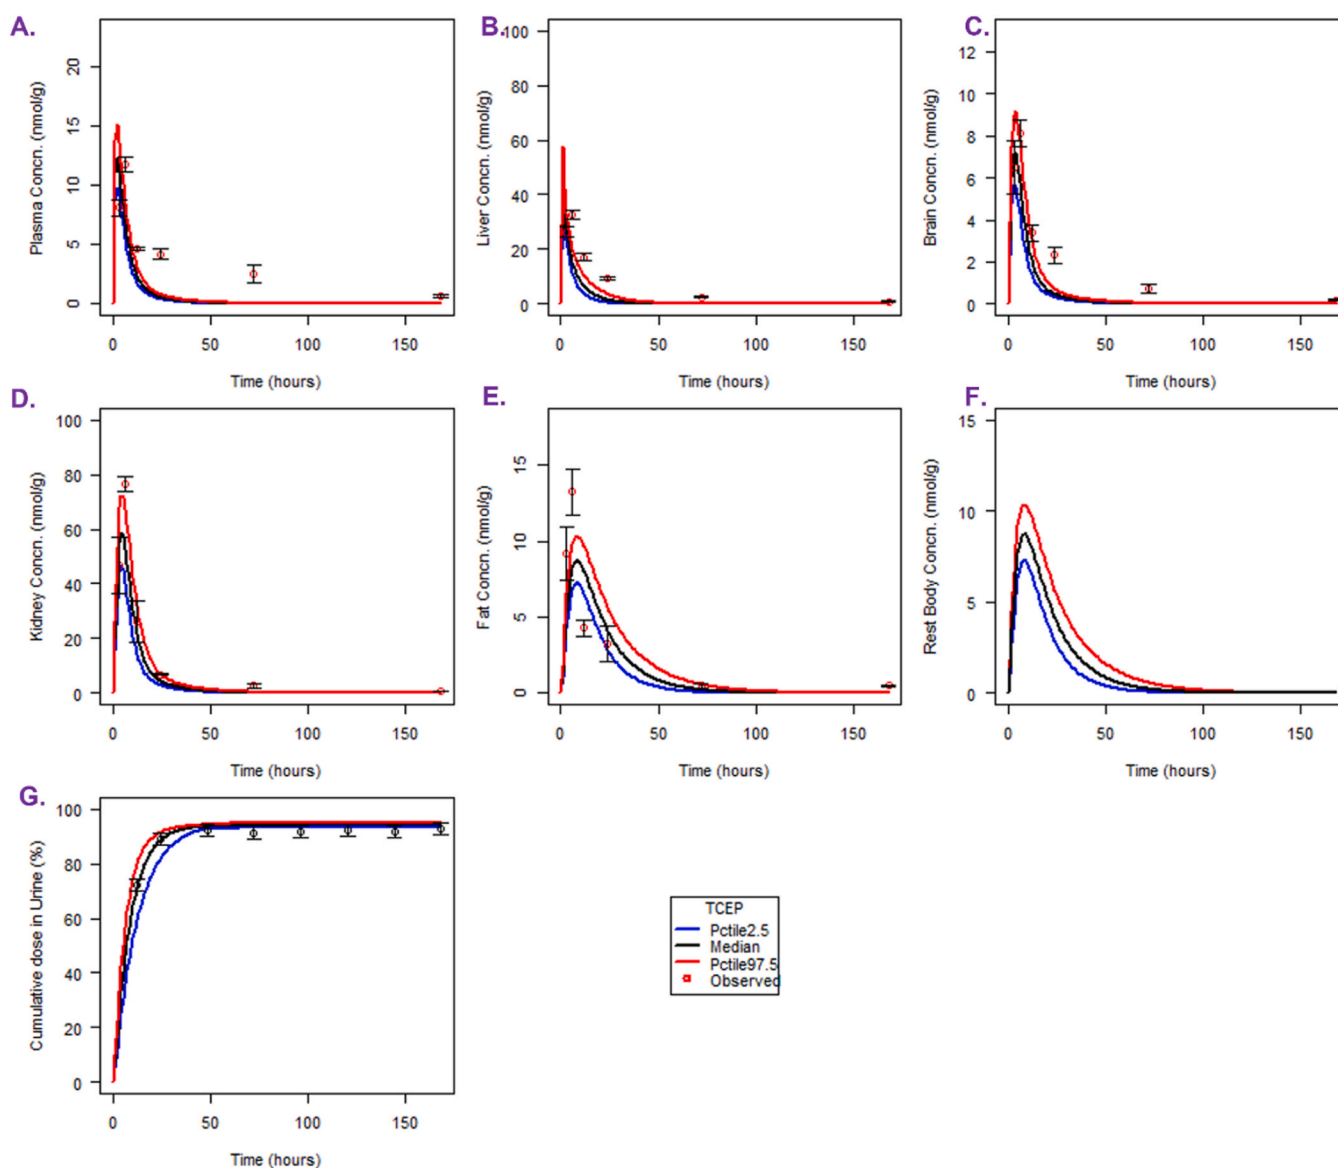 A.
Plasma Concn. (nmol/g)
20
15
10
5
0
0 50 100 150
Time (hours)
B.
Liver Concn. (nmol/g)
100
80
60
40
20
0
0 50 100 150
Time (hours)
C.
Brain Concn. (nmol/g)
12
10
8
6
4
2
0
0 50 100 150
Time (hours)
D.
Kidney Concn. (nmol/g)
100
80
60
40
20
0
0 50 100 150
Time (hours)
E.
Fat Concn. (nmol/g)
15
10
5
0
0 50 100 150
Time (hours)
F.
Rest Body Concn. (nmol/g)
15
10
5
0
0 50 100 150
Time (hours)
G.
Cumulative dose in Urine (%)
100
80
60
40
20
0
0 50 100 150
Time (hours)
TCEP
Pctile2.5
Median
Pctile97.5
Observed